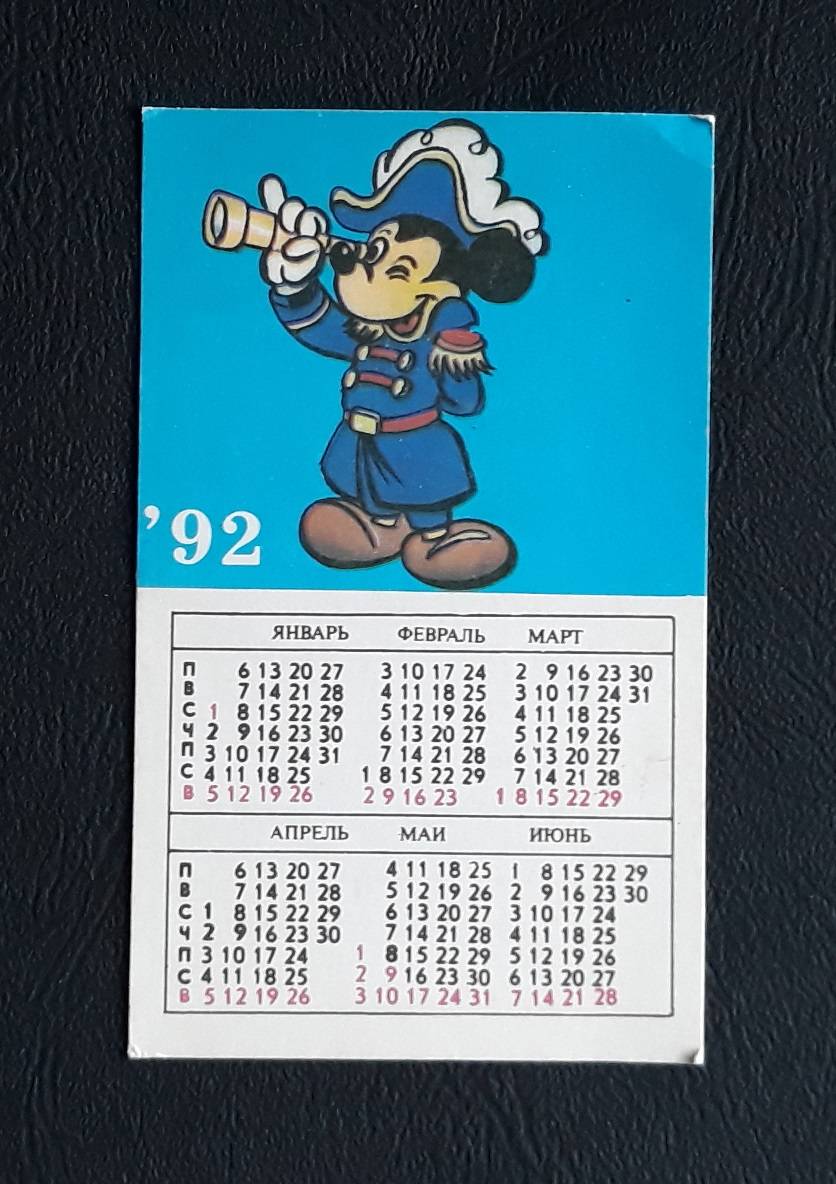 ’92
ЯНВАРЬ ФЕВРАЛЬ МАРТ
П 6 13 20 27 3 10 17 24 2 9 16 23 30
В 7 14 21 28 4 11 18 25 3 10 17 24 31
С 1 8 15 22 29 5 12 19 26 4 11 18 25
Ч 2 9 16 23 30 6 13 20 27 5 12 19 26
П 3 10 17 24 31 7 14 21 28 6 13 20 27
С 4 11 18 25 1 8 15 22 29 7 14 21 28
В 5 12 19 26 2 9 16 23 1 8 15 22 29
АПРЕЛЬ МАИ ИЮНЬ
П 6 13 20 27 4 11 18 25 1 8 15 22 29
В 7 14 21 28 5 12 19 26 2 9 16 23 30
С 1 8 15 22 29 6 13 20 27 3 10 17 24
Ч 2 9 16 23 30 7 14 21 28 4 11 18 25
П 3 10 17 24 1 8 15 22 29 5 12 19 26
С 4 11 18 25 2 9 16 23 30 6 13 20 27
В 5 12 19 26 3 10 17 24 31 7 14 21 28